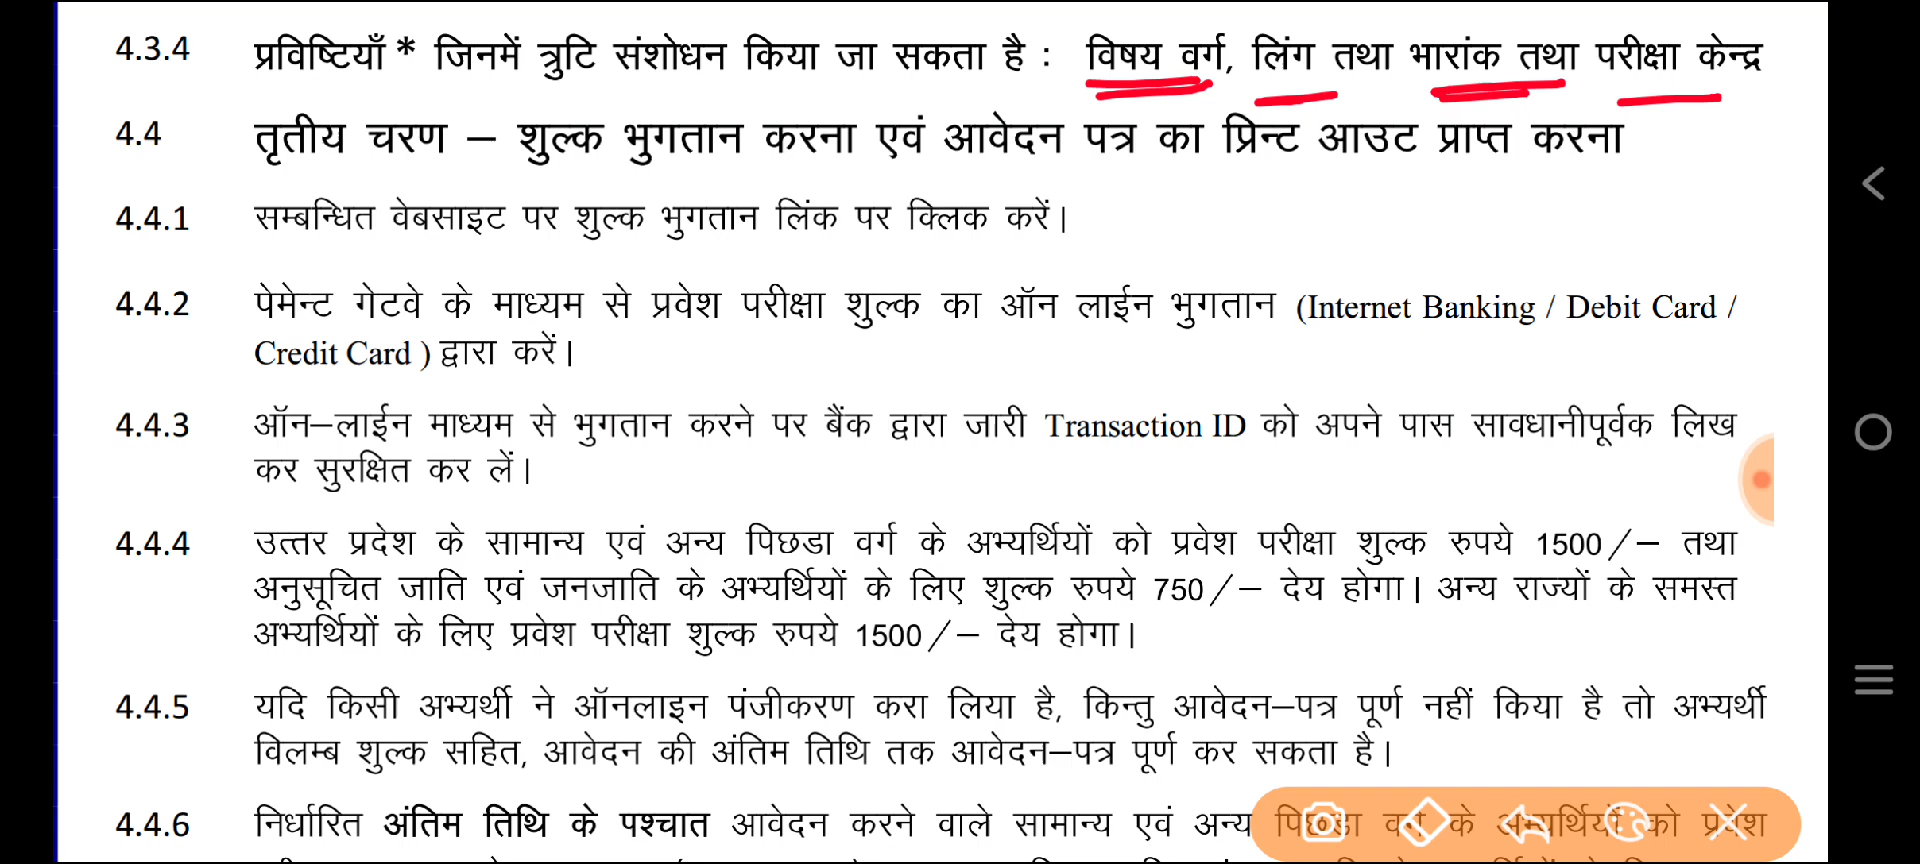 4.3.4 प्रविष्टियाँ * जिनमें त्रुटि संशोधन किया जा सकता है : विषय वर्ग, लिंग तथा भारांक तथा परीक्षा केन्द्र
4.4 तृतीय चरण – शुल्क भुगतान करना एवं आवेदन पत्र का प्रिन्ट आउट प्राप्त करना
4.4.1 सम्बन्धित वेबसाइट पर शुल्क भुगतान लिंक पर क्लिक करें।
4.4.2 पेमेन्ट गेटवे के माध्यम से प्रवेश परीक्षा शुल्क का ऑन लाईन भुगतान (Internet Banking / Debit Card /
Credit Card ) द्वारा करें।
4.4.3 ऑन–लाईन माध्यम से भुगतान करने पर बैंक द्वारा जारी Transaction ID को अपने पास सावधानीपूर्वक लिख
कर सुरक्षित कर लें।
4.4.4 उत्तर प्रदेश के सामान्य एवं अन्य पिछडा वर्ग के अभ्यर्थियों को प्रवेश परीक्षा शुल्क रुपये 1500/– तथा
अनुसूचित जाति एवं जनजाति के अभ्यर्थियों के लिए शुल्क रुपये 750/– देय होगा। अन्य राज्यों के समस्त
अभ्यर्थियों के लिए प्रवेश परीक्षा शुल्क रुपये 1500/– देय होगा।
4.4.5 यदि किसी अभ्यर्थी ने ऑनलाइन पंजीकरण करा लिया है, किन्तु आवेदन–पत्र पूर्ण नहीं किया है तो अभ्यर्थी
विलम्ब शुल्क सहित, आवेदन की अंतिम तिथि तक आवेदन–पत्र पूर्ण कर सकता है।
4.4.6 निर्धारित अंतिम तिथि के पश्चात आवेदन करने वाले सामान्य एवं अन्य पिछडा वर्ग के अभ्यर्थियों को प्रवेश